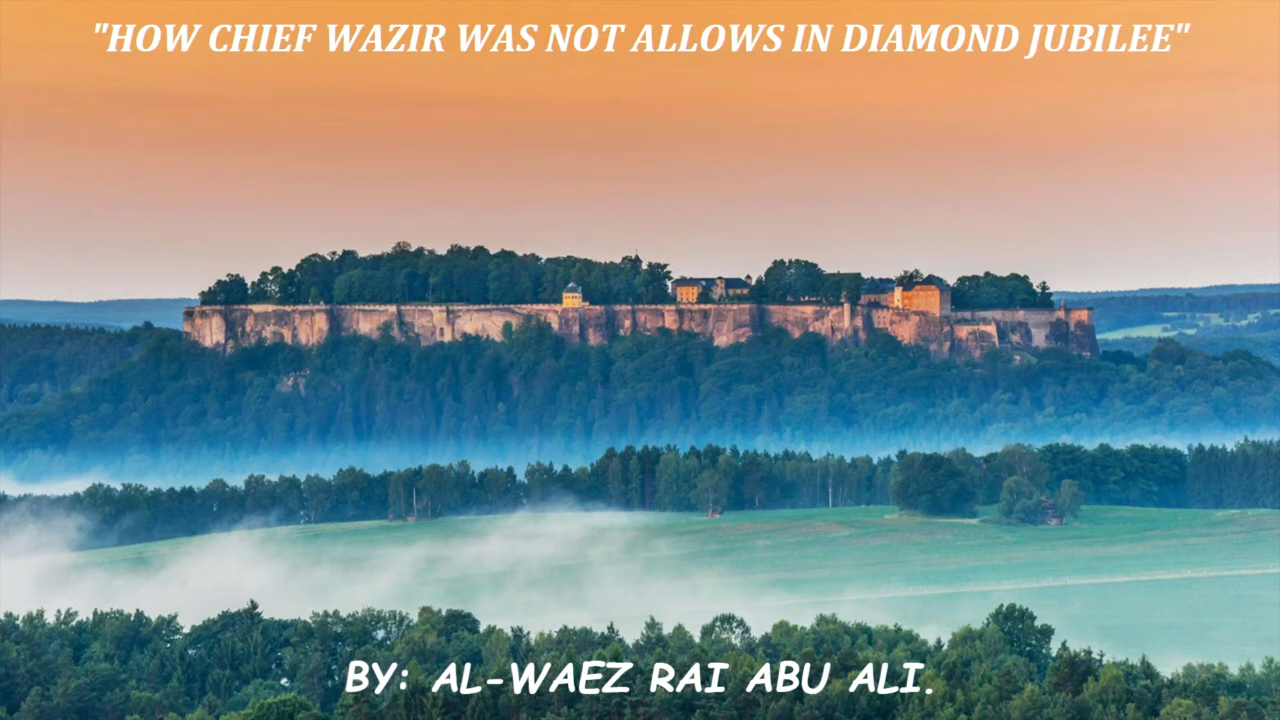 "HOW CHIEF WAZIR WAS NOT ALLOWS IN DIAMOND JUBILEE"
BY: AL-WAEZ RAI ABU ALI.